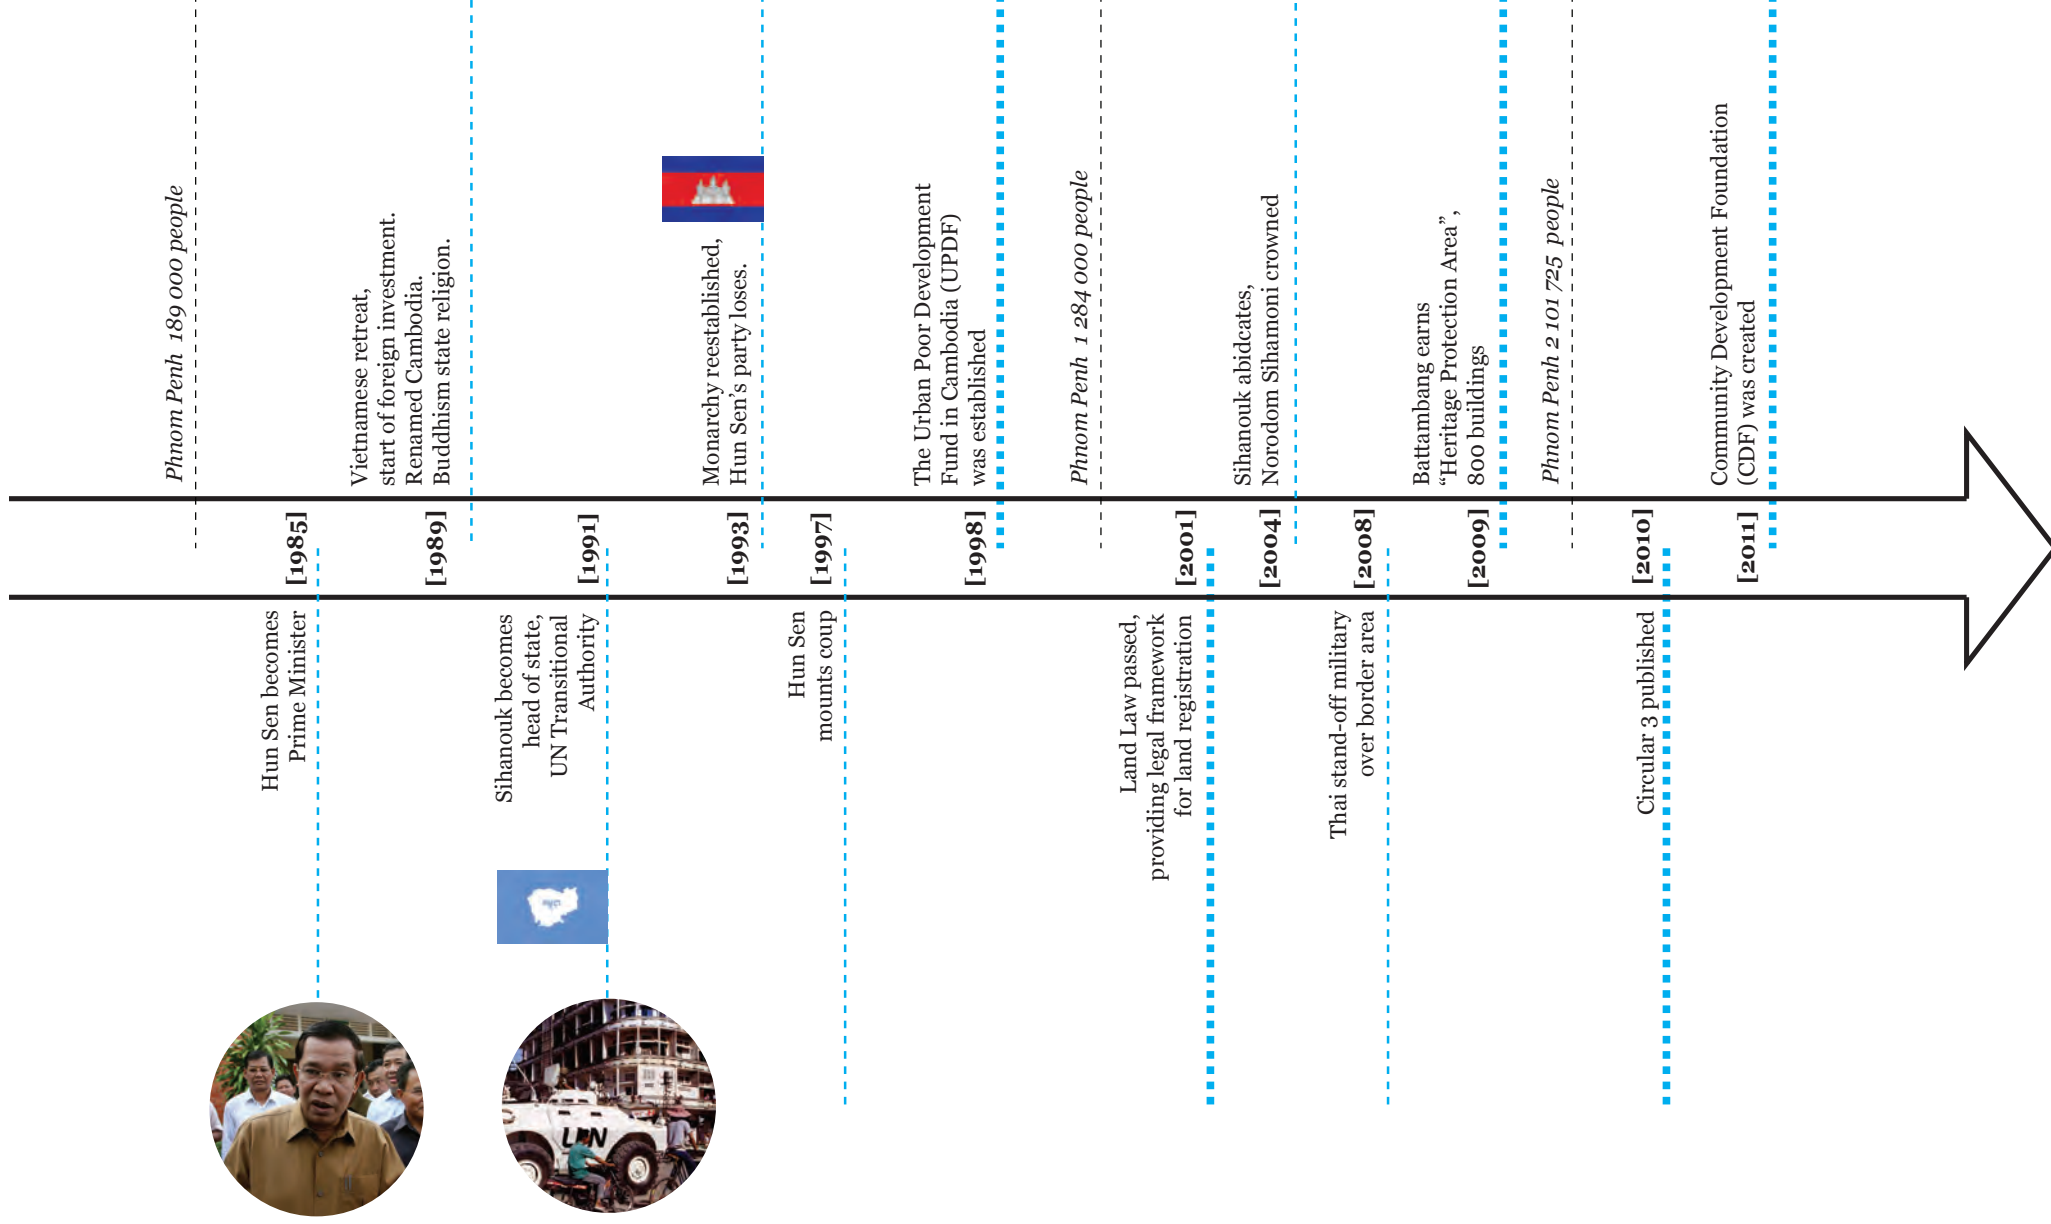 Phnom Penh 189 000 people
[1985]
Hun Sen becomes
Prime Minister
Vietnamese retreat,
start of foreign investment.
Renamed Cambodia.
Buddhism state religion.
[1989]
[1991]
Sihanouk becomes
head of state,
UN Transitional
Authority
UN
Monarchy reestablished,
Hun Sen's party loses.
[1993]
[1997]
Hun Sen
mounts coup
The Urban Poor Development
Fund in Cambodia (UPDF)
was established
[1998]
Phnom Penh 1 284 000 people
[2001]
Land Law passed,
providing legal framework
for land registration
Sihanouk abidcates,
Norodom Sihamoni crowned
[2004]
[2008]
Thai stand-off military
over border area
Battambang earns
“Heritage Protection Area”,
800 buildings
[2009]
Phnom Penh 2 101 725 people
[2010]
Circular 3 published
Community Development Foundation
(CDF) was created
[2011]